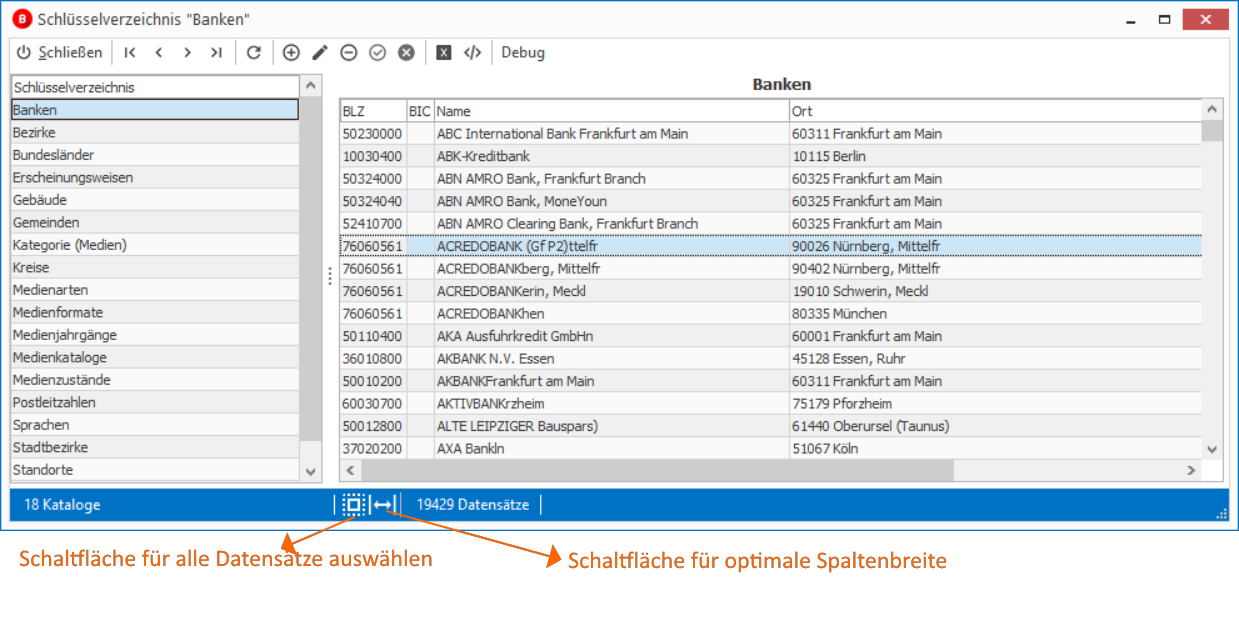 B Schlüsselverzeichnis "Banken"
Schließen Debug
Schlüsselverzeichnis
Banken
Bezirke
Bundesländer
Erscheinungsweisen
Gebäude
Gemeinden
Kategorie (Medien)
Kreise
Medienarten
Medienformate
Medienjahrgänge
Medienkataloge
Medienzustände
Postleitzahlen
Sprachen
Stadtbezirke
Standorte
Banken
BLZ BIC Name Ort
50230000 ABC International Bank Frankfurt am Main 60311 Frankfurt am Main
10030400 ABK-Kreditbank 10115 Berlin
50324000 ABN AMRO Bank, Frankfurt Branch 60325 Frankfurt am Main
50324040 ABN AMRO Bank, MoneYoun 60325 Frankfurt am Main
52410700 ABN AMRO Clearing Bank, Frankfurt Branch 60325 Frankfurt am Main
76060561 ACREDOBANK (Gf P2)ttelfr 90026 Nürnberg, Mittelfr
76060561 ACREDOBANKberg, Mittelfr 90402 Nürnberg, Mittelfr
76060561 ACREDOBANKerin, Meckl 19010 Schwerin, Meckl
76060561 ACREDOBANKhen 80335 München
50110400 AKA Ausfuhrkredit GmbHn 60001 Frankfurt am Main
36010800 AKBANK N.V. Essen 45128 Essen, Ruhr
50010200 AKBANKFrankfurt am Main 60311 Frankfurt am Main
60030700 AKTIVBANKrzheim 75179 Pforzheim
50012800 ALTE LEIPZIGER Bauspars) 61440 Oberursel (Taunus)
37020200 AXA Bankln 51067 Köln
18 Kataloge 19429 Datensätze
Schaltfläche für alle Datensätze auswählen
Schaltfläche für optimale Spaltenbreite